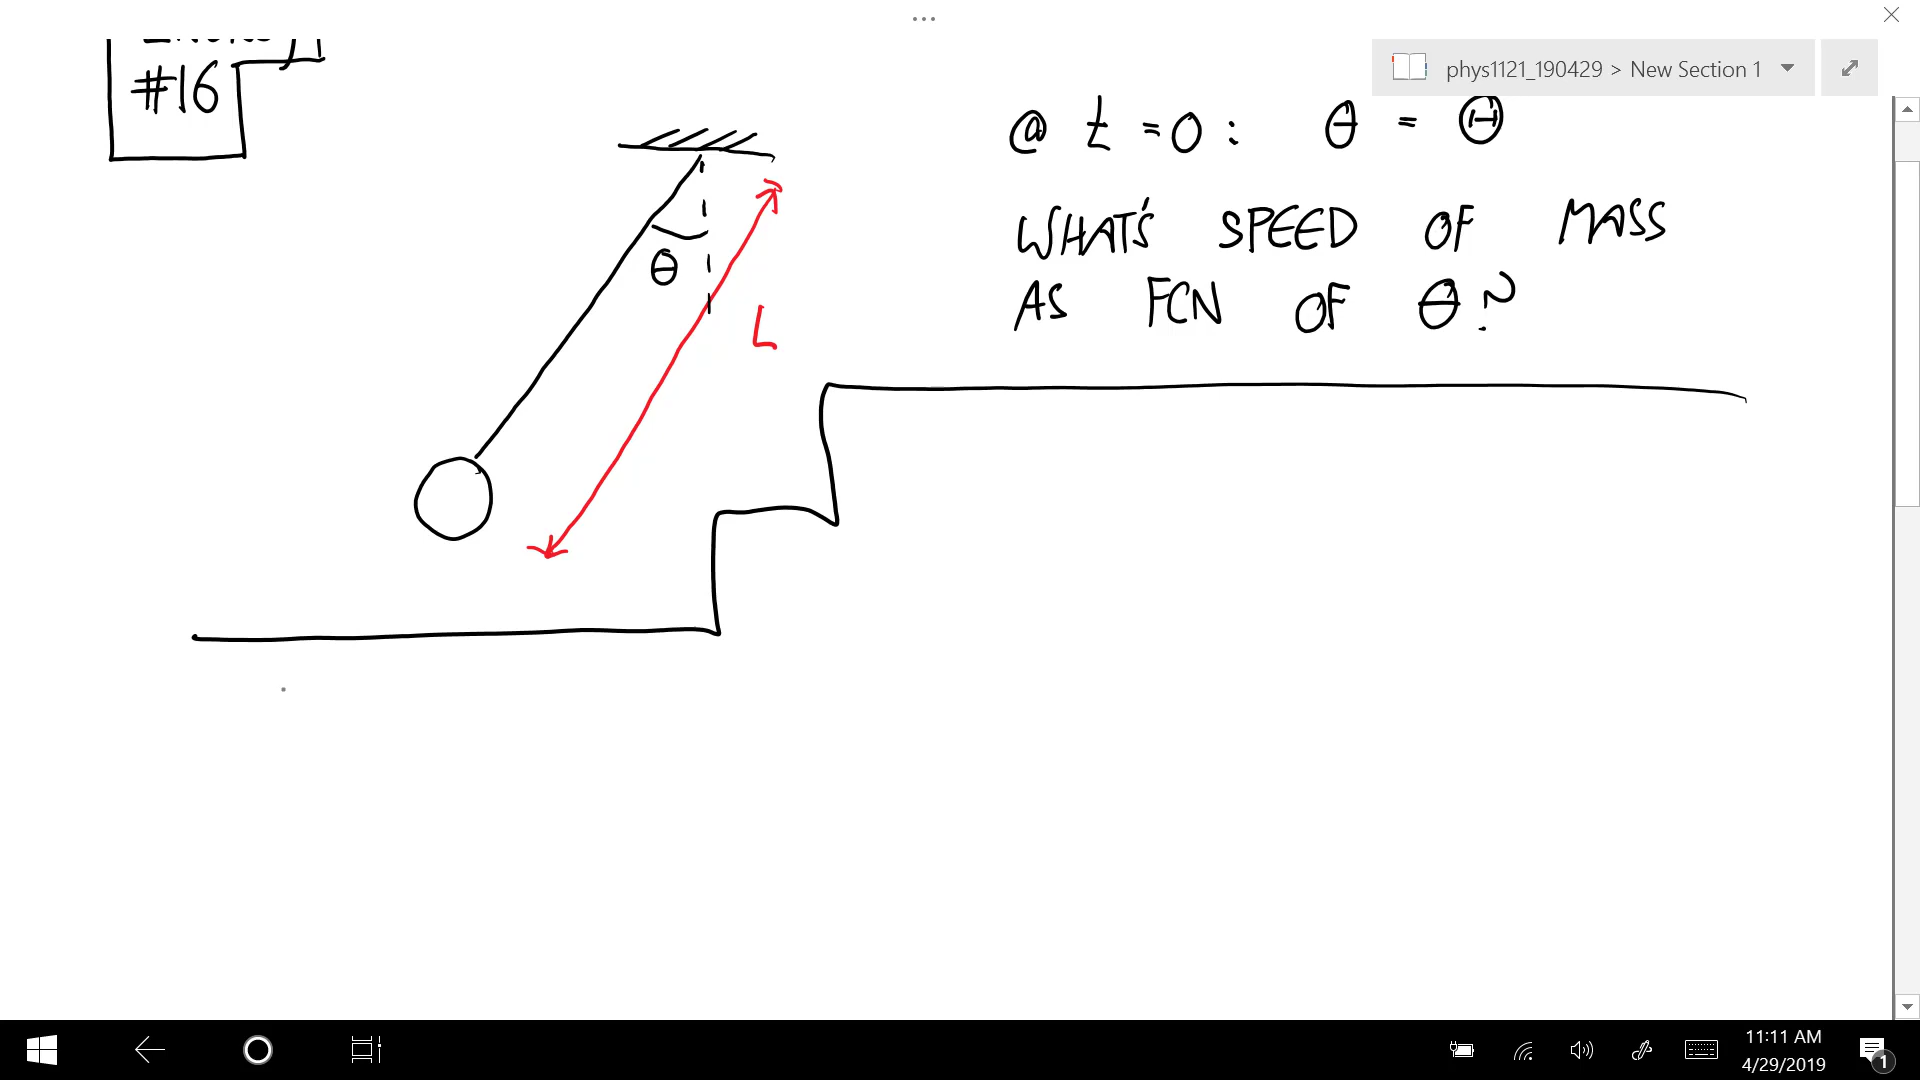 #16
phys1121_190429 > New Section 1
@ t = 0 : θ = Θ
WHAT'S SPEED OF MASS
AS FCN OF θ ?
θ
L
11:11 AM
4/29/2019
1